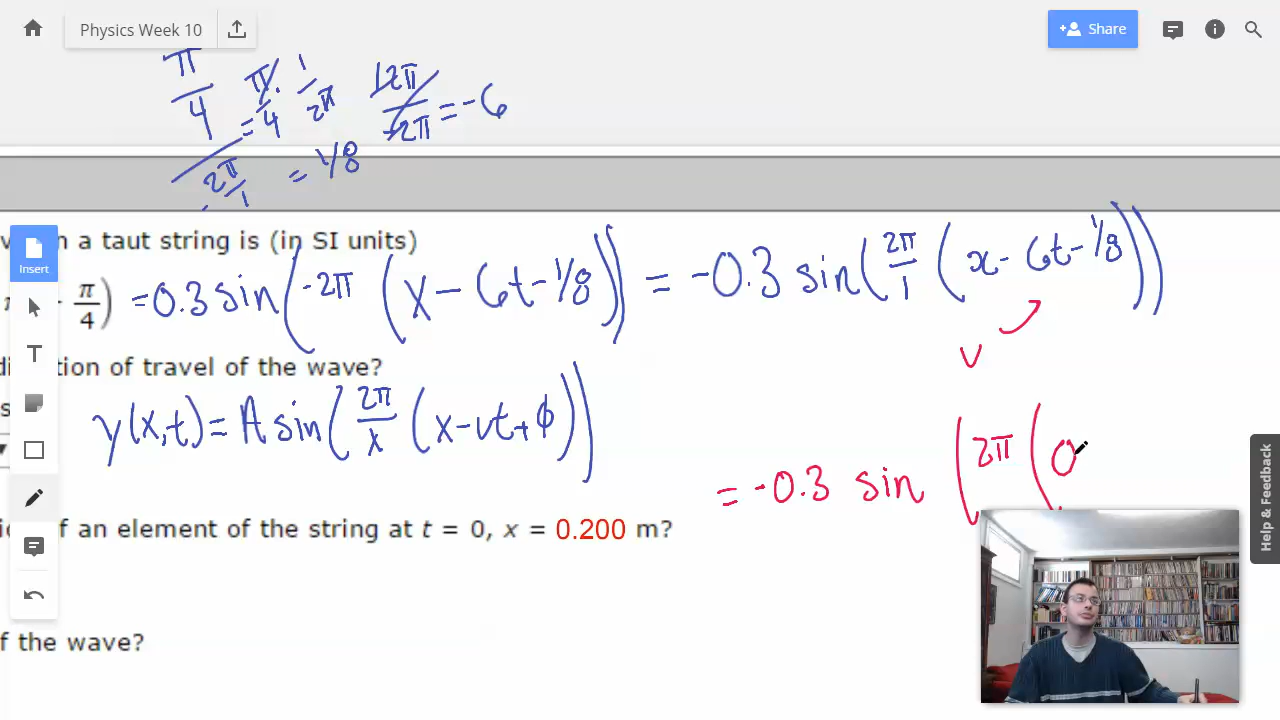 Physics Week 10
Share
π/4 = π/4 · 1/2π
12π/-2π = -6
-2π/1 = 1/8
n a taut string is (in SI units)
π/4) = 0.3 sin(-2π (x - 6t - 1/8)) = -0.3 sin(2π/1 (x - 6t - 1/8))
v
of travel of the wave?
y(x,t) = A sin(2π/λ (x - vt + φ))
= -0.3 sin (2π (0
f an element of the string at t = 0, x = 0.200 m?
f the wave?
Insert
T
Help & Feedback